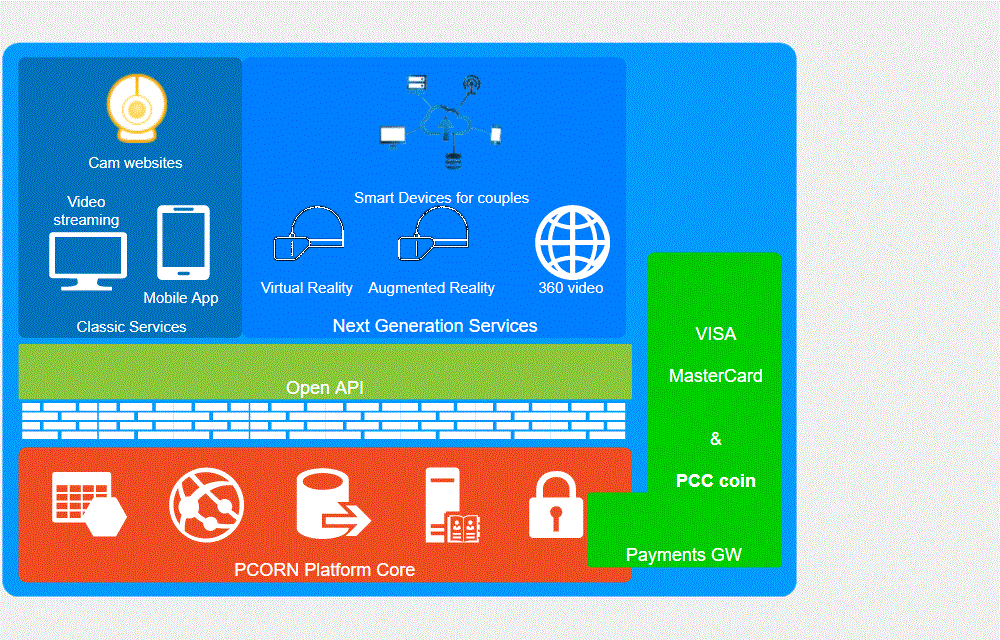 Cam websites
Video
streaming
Mobile App
Classic Services
Smart Devices for couples
Virtual Reality
Augmented Reality
360 video
Next Generation Services
Open API
VISA
MasterCard
&
PCC coin
Payments GW
PCORN Platform Core